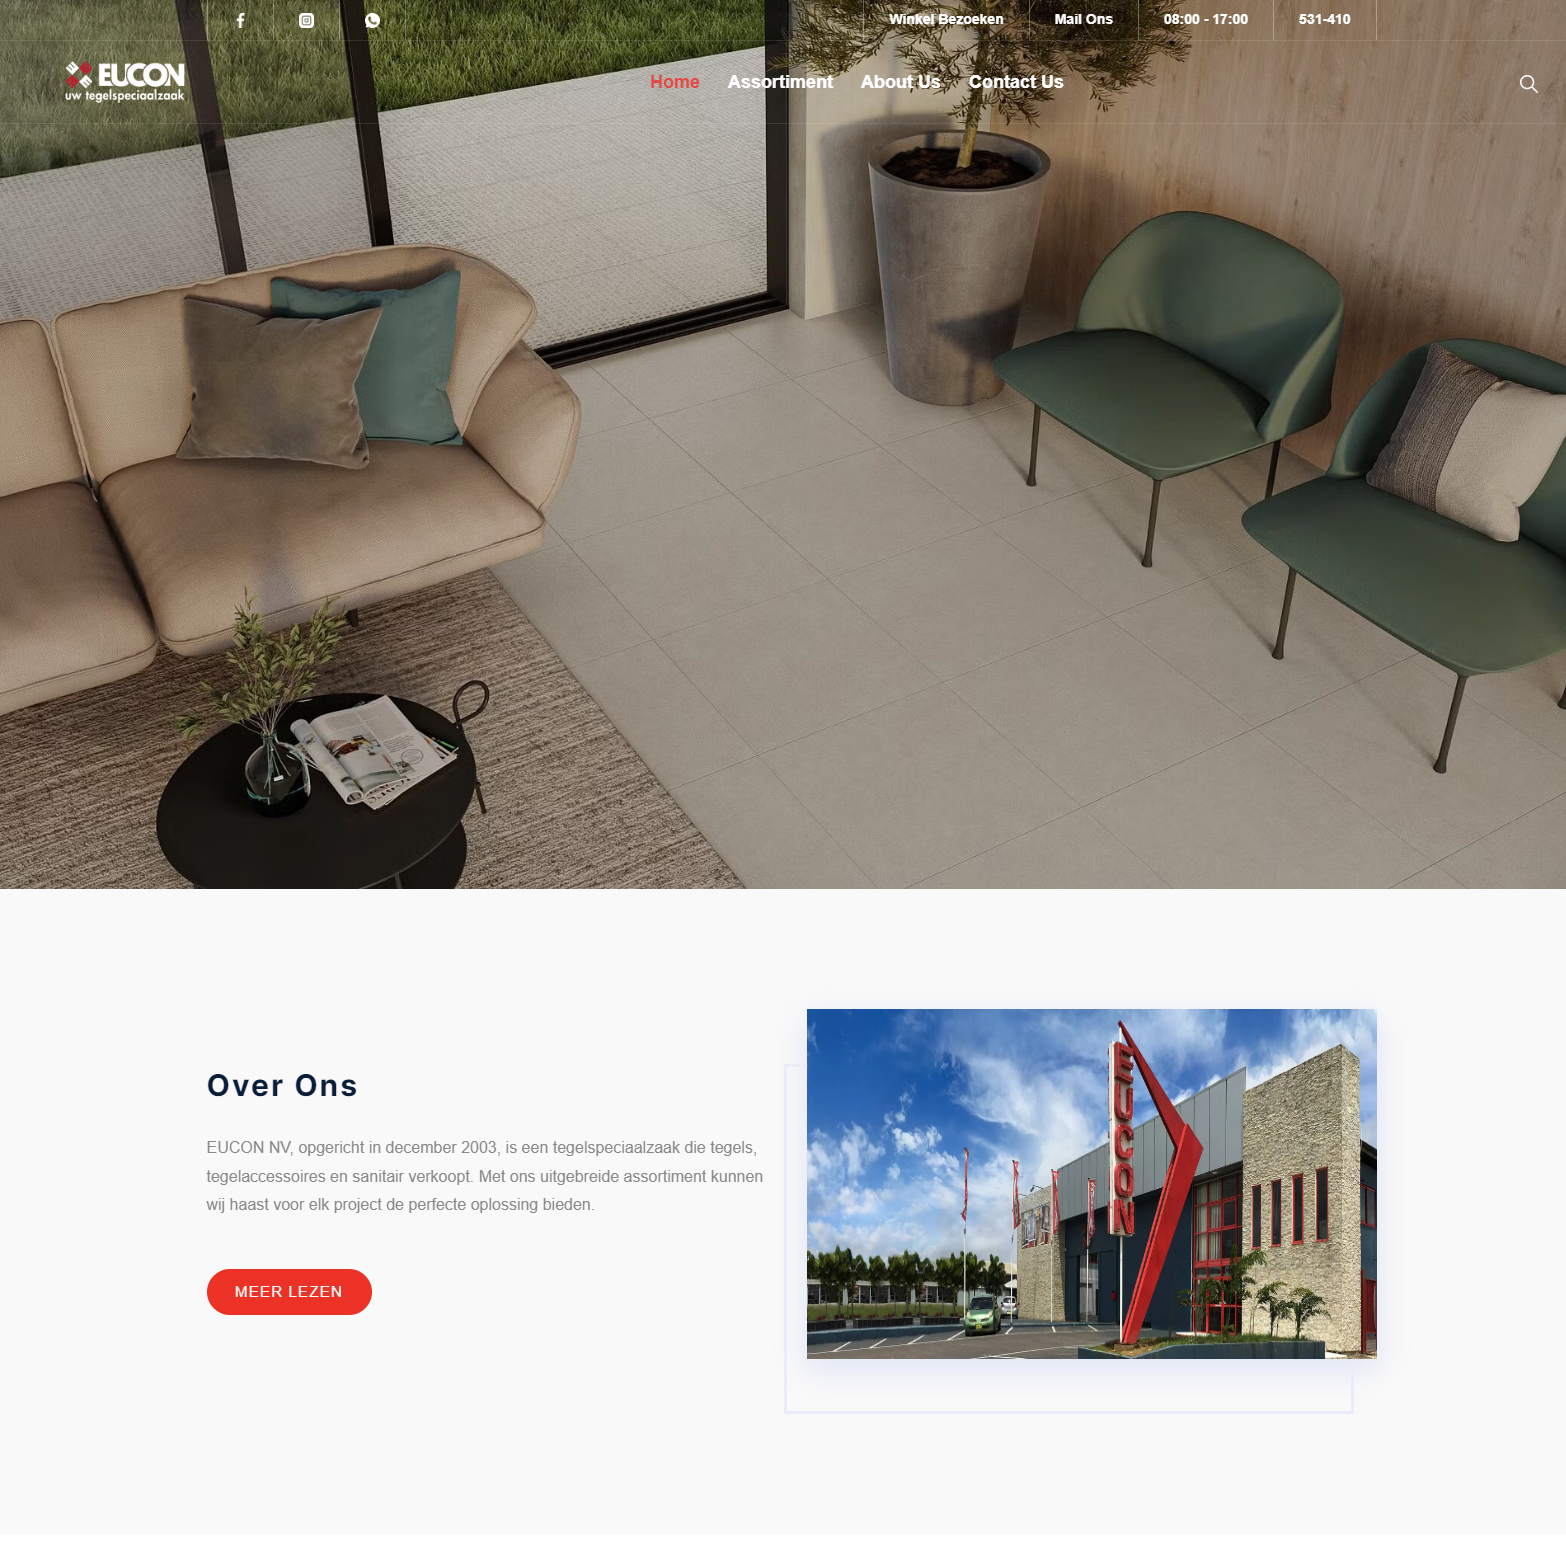 Winkel Bezoeken
Mail Ons
08:00 - 17:00
531-410
EUCON
uw tegelspeciaalzaak
Home
Assortiment
About Us
Contact Us
Over Ons
EUCON NV, opgericht in december 2003, is een tegelspeciaalzaak die tegels,
tegelaccessoires en sanitair verkoopt. Met ons uitgebreide assortiment kunnen
wij haast voor elk project de perfecte oplossing bieden.
MEER LEZEN
EUCON